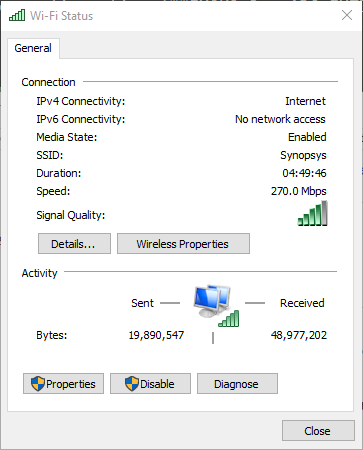 Wi-Fi Status
General
Connection
IPv4 Connectivity: Internet
IPv6 Connectivity: No network access
Media State: Enabled
SSID: Synopsys
Duration: 04:49:46
Speed: 270.0 Mbps
Signal Quality:
Details... Wireless Properties
Activity
Sent Received
Bytes: 19,890,547 48,977,202
Properties Disable Diagnose
Close